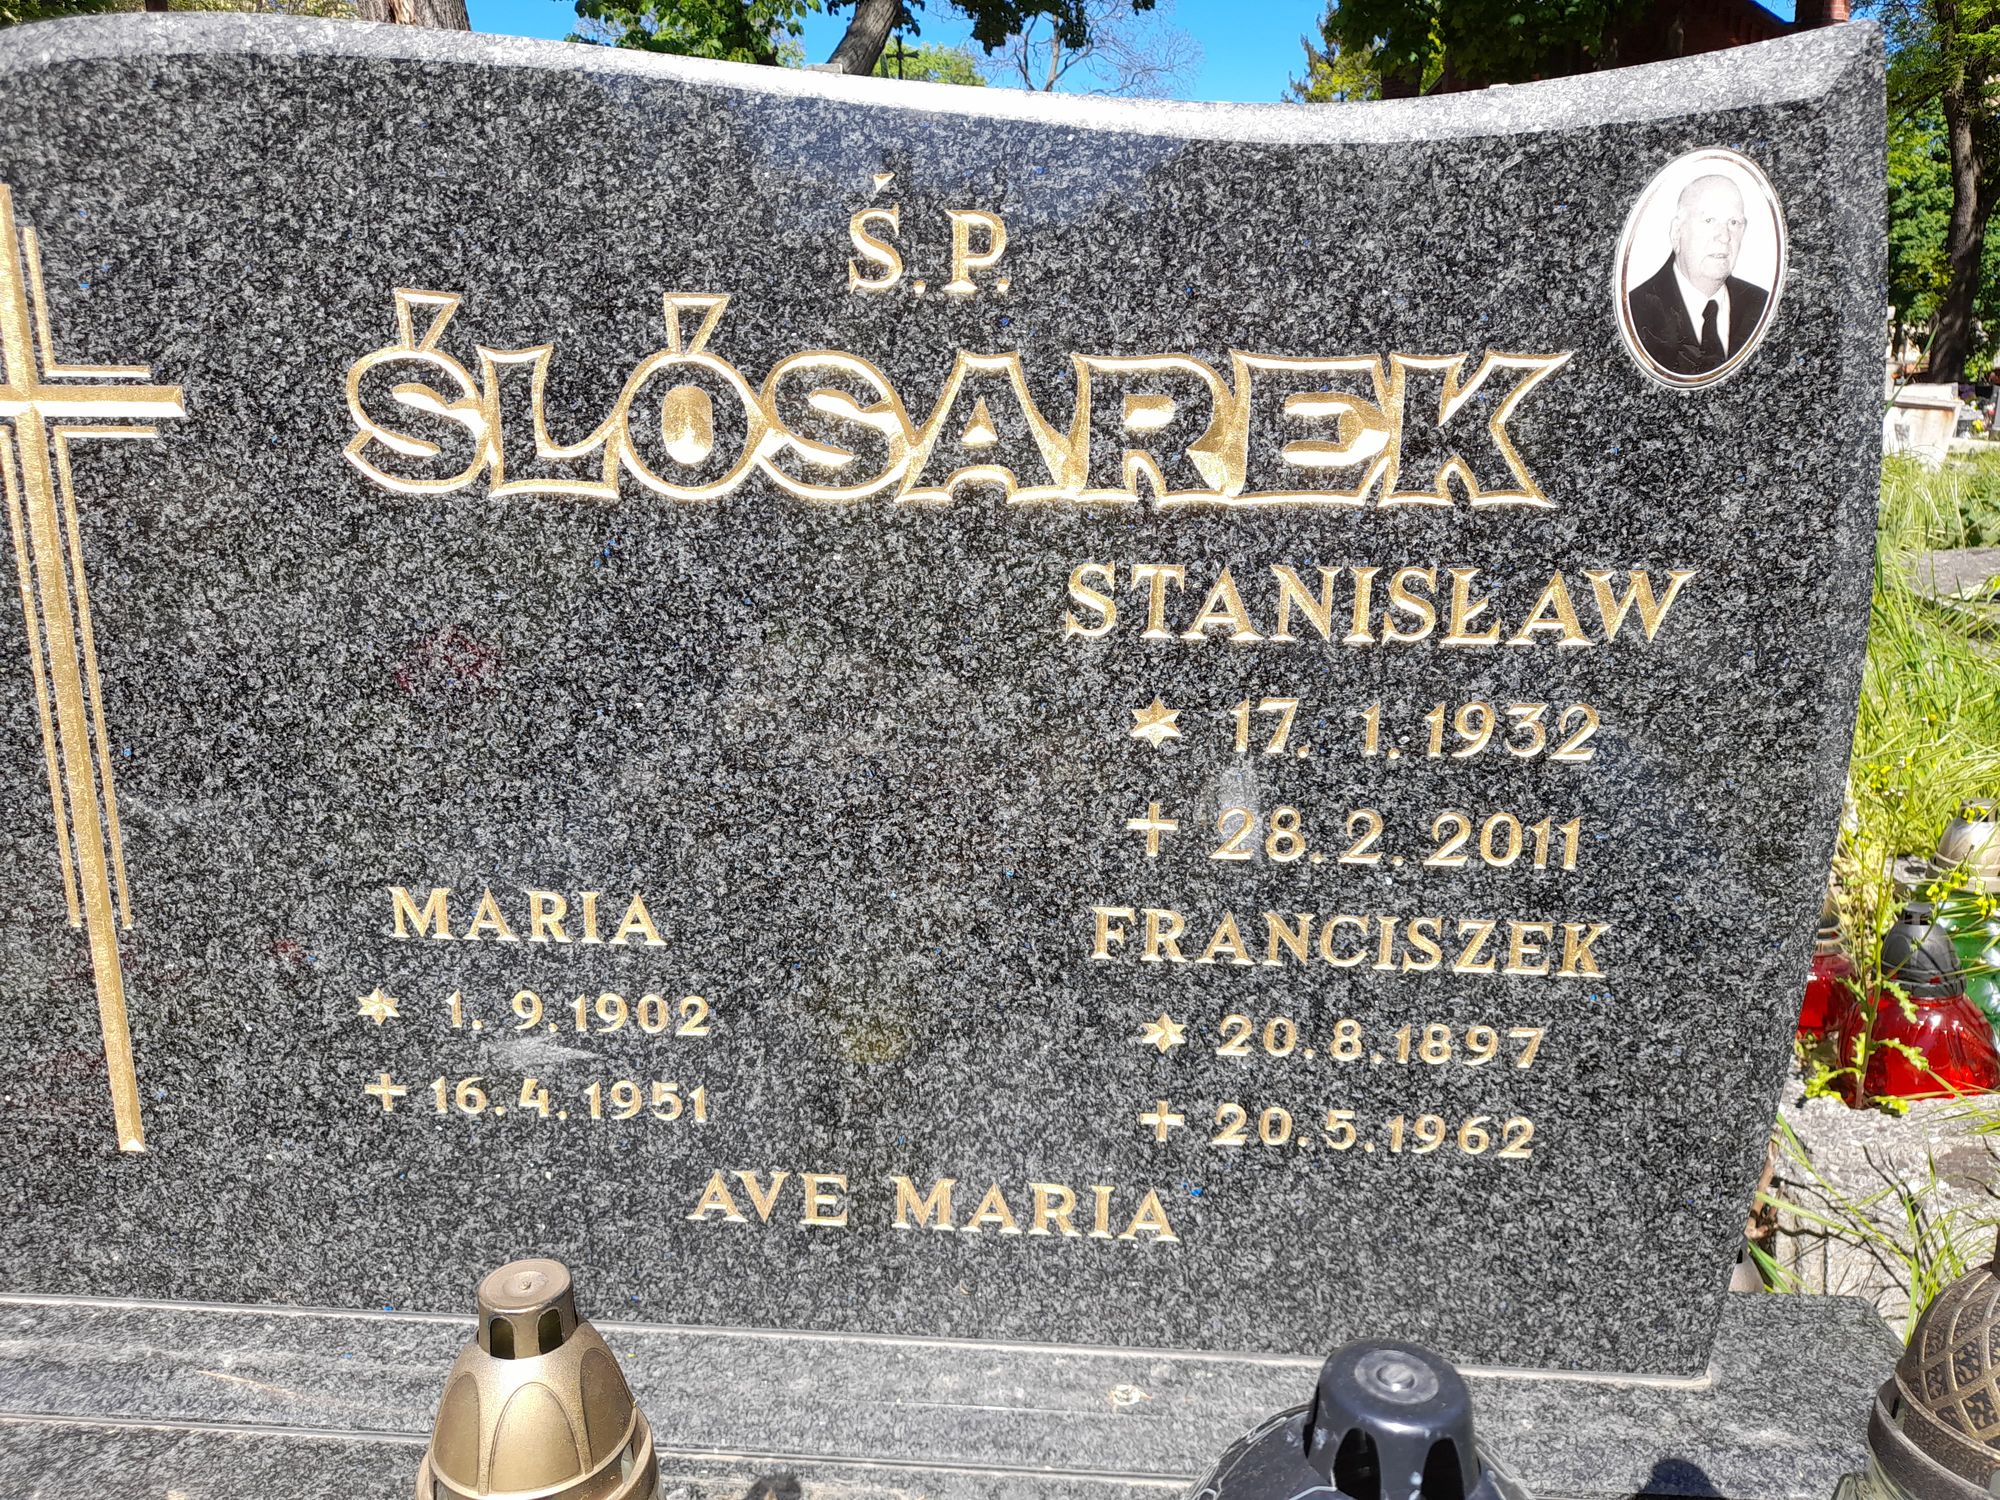 Ś.P.
ŚLÓSAREK
STANISŁAW
* 17. 1. 1932
+ 28. 2. 2011
MARIA
* 1. 9. 1902
+ 16. 4. 1951
FRANCISZEK
* 20. 8. 1897
+ 20. 5. 1962
AVE MARIA